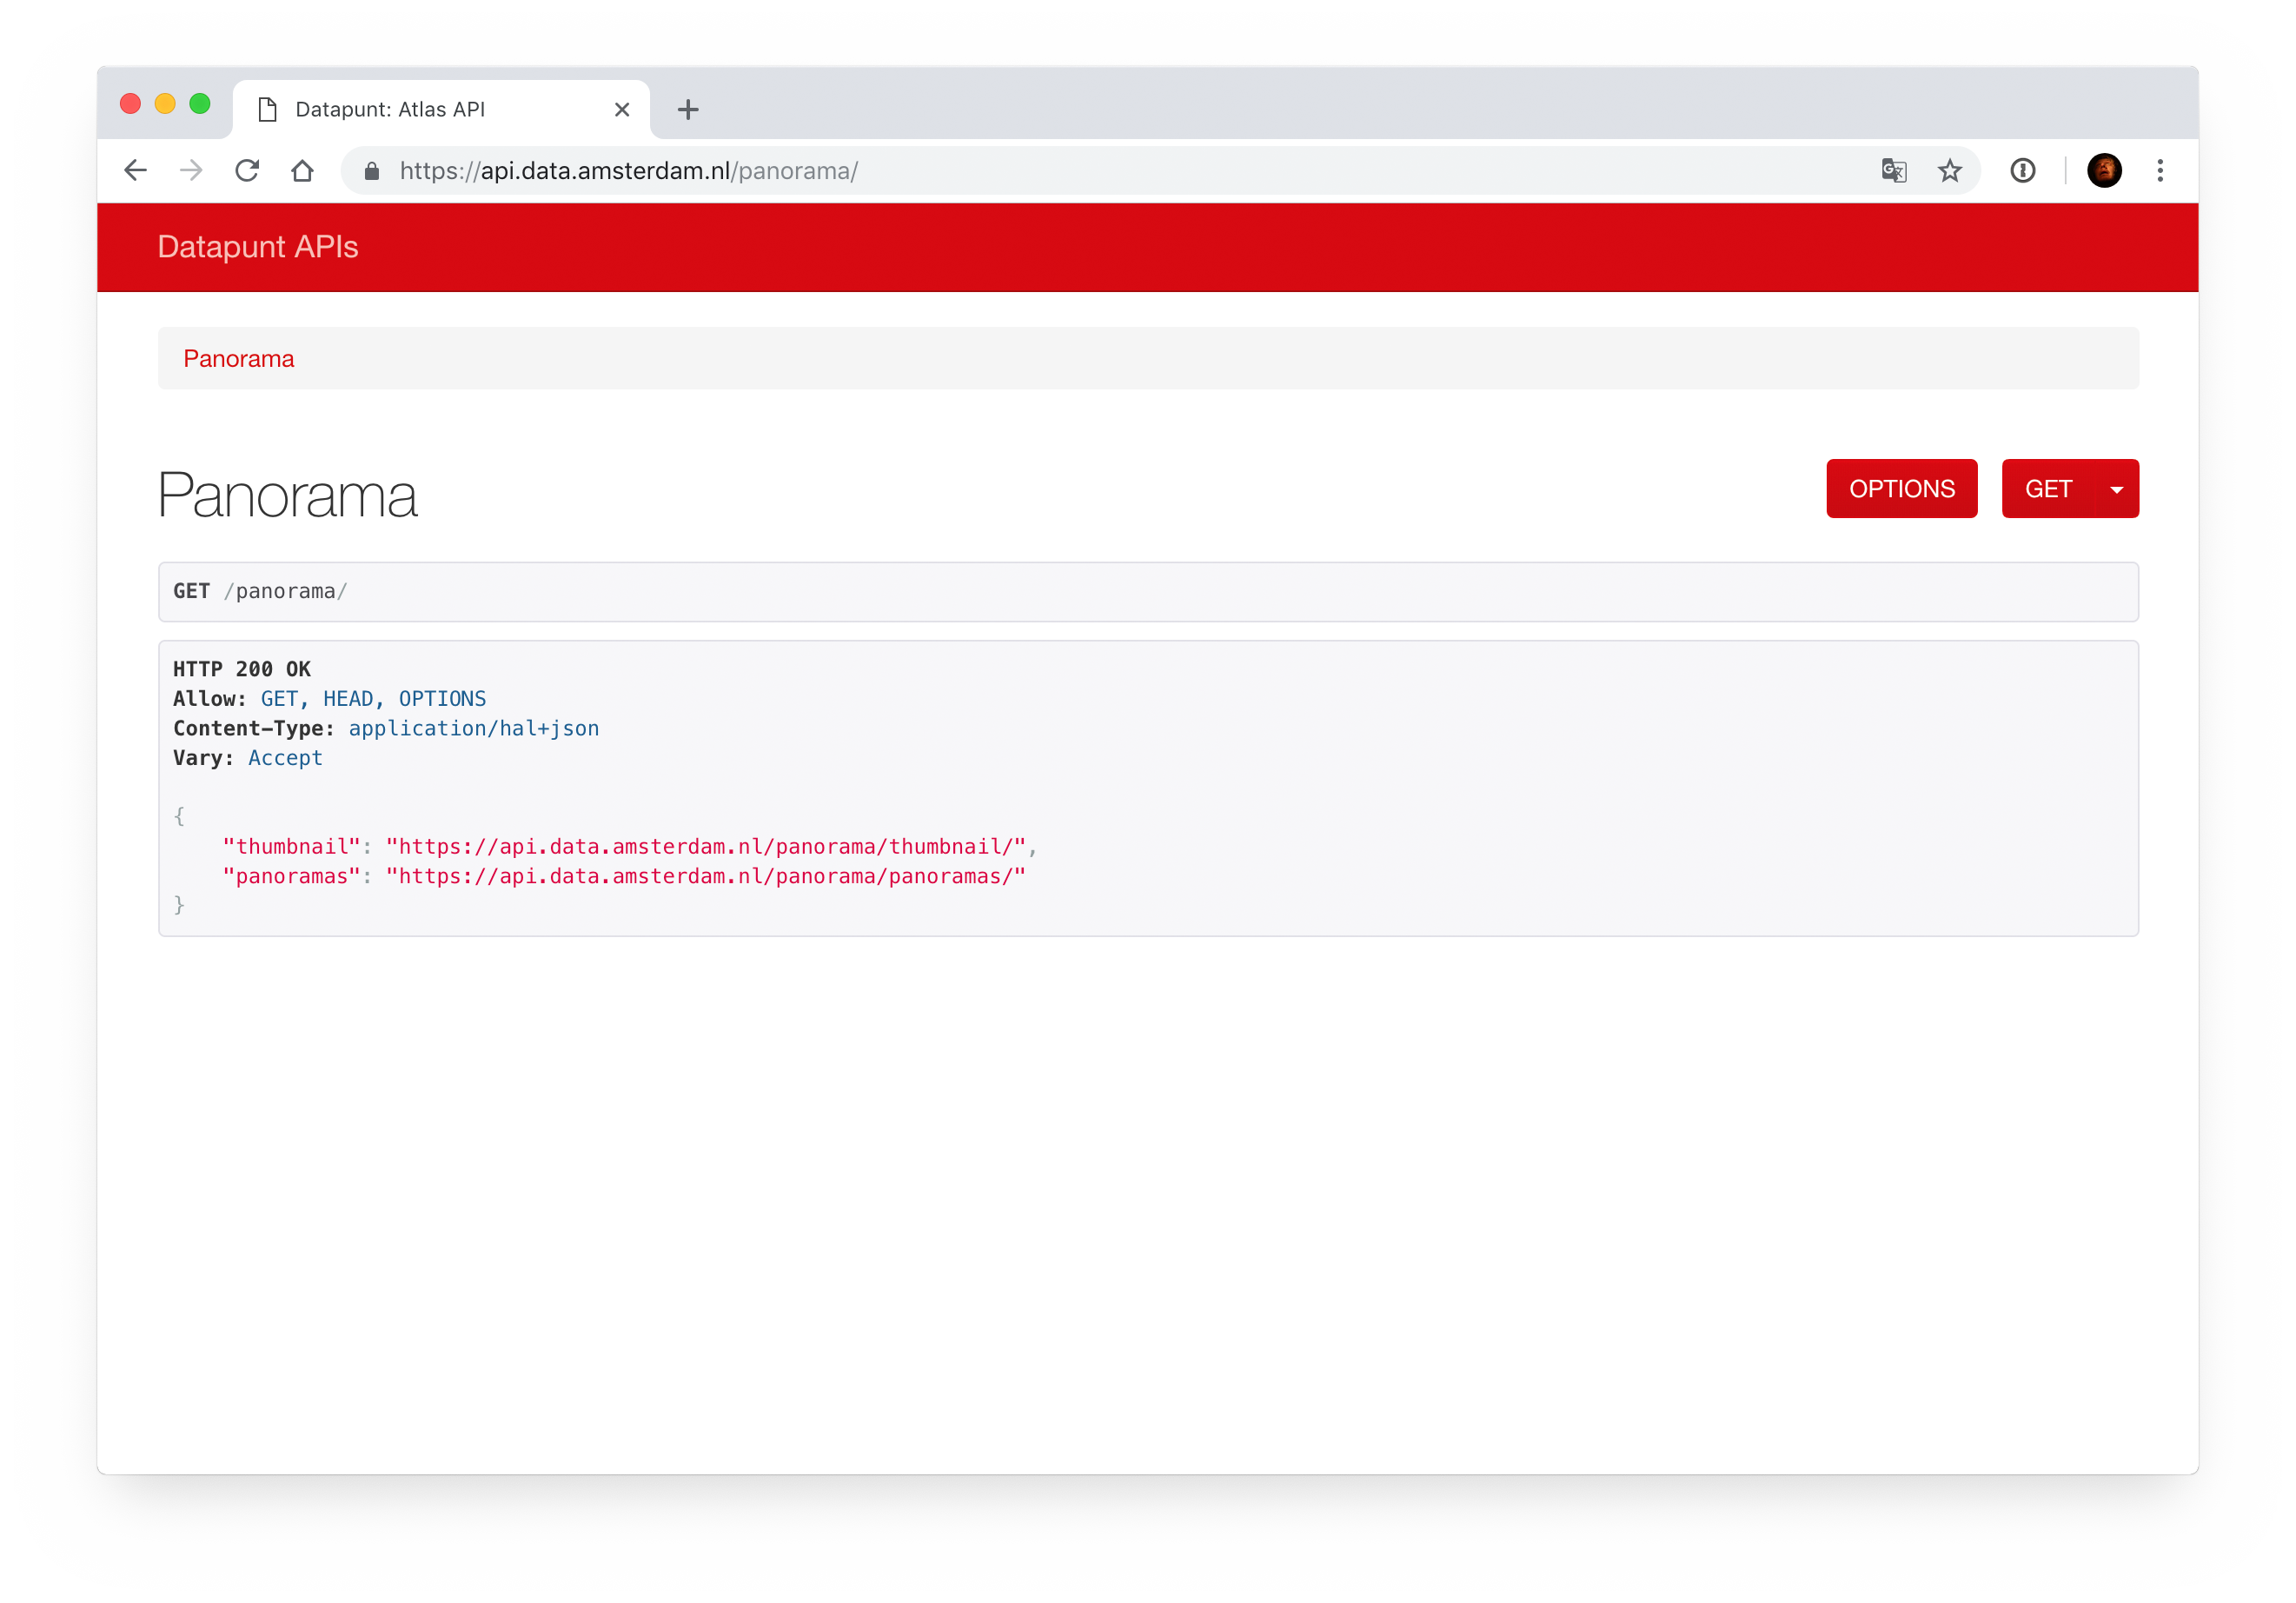 Datapunt: Atlas API
https://api.data.amsterdam.nl/panorama/
Datapunt APIs
Panorama
Panorama
OPTIONS
GET
GET /panorama/
HTTP 200 OK
Allow: GET, HEAD, OPTIONS
Content-Type: application/hal+json
Vary: Accept
{
"thumbnail": "https://api.data.amsterdam.nl/panorama/thumbnail/",
"panoramas": "https://api.data.amsterdam.nl/panorama/panoramas/"
}